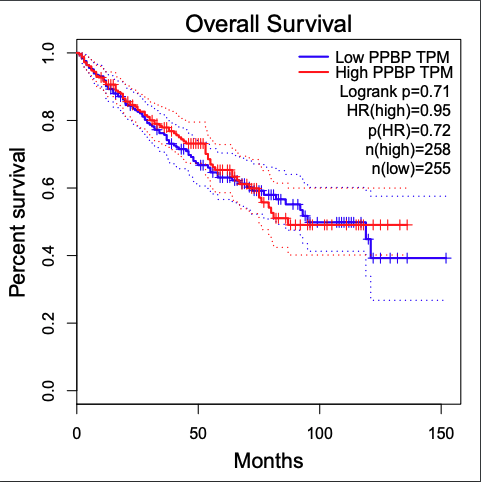 Overall Survival
Low PPBP TPM
High PPBP TPM
Logrank p=0.71
HR(high)=0.95
p(HR)=0.72
n(high)=258
n(low)=255
Percent survival
1.0
0.8
0.6
0.4
0.2
0.0
0 50 100 150
Months